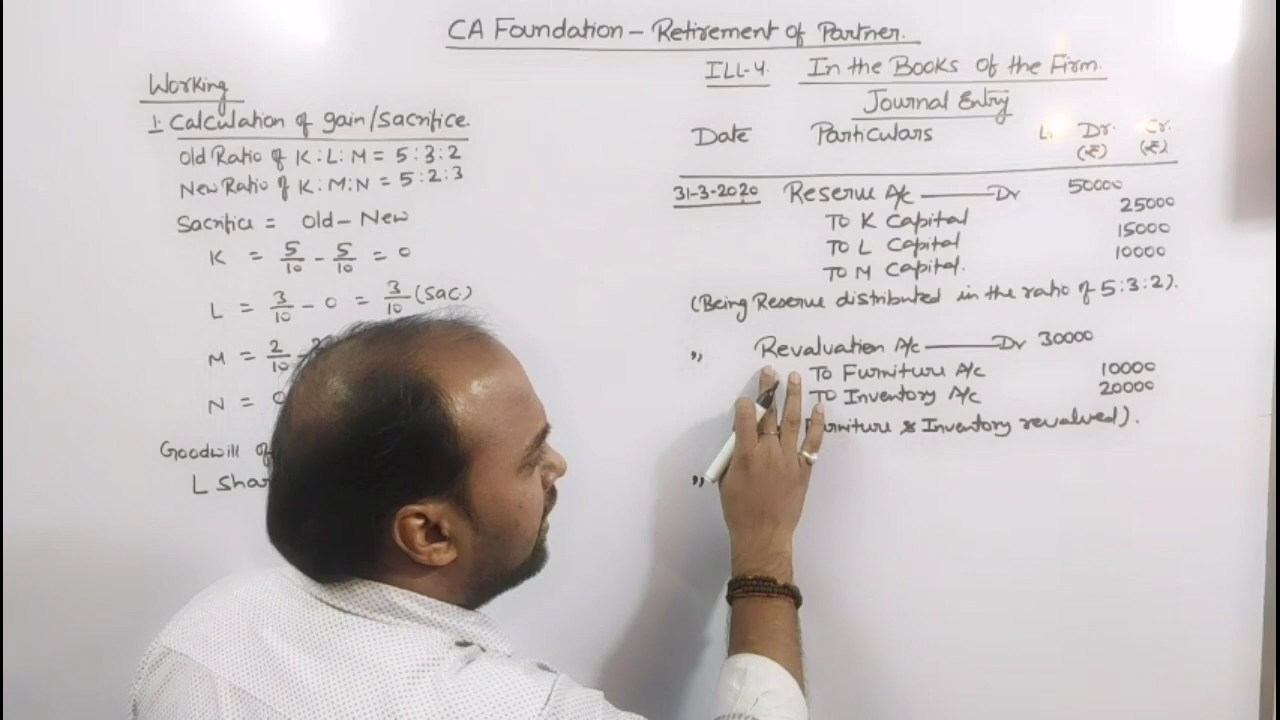 CA Foundation – Retirement of Partner.
Working
1. Calculation of gain/sacrifice.
Old Ratio of K:L:M = 5:3:2
New Ratio of K:M:N = 5:2:3
Sacrifice = Old – New
K = 5/10 - 5/10 = 0
L = 3/10 - 0 = 3/10 (sac)
M = 2/10
N =
Goodwill of
L
ILL-4. In the Books of the Firm.
Journal Entry
Date Particulars L. Dr. (₹) Cr. (₹)
31-3-2020 Reserve A/c —— Dr 50000
To K Capital 25000
To L Capital 15000
To M Capital. 10000
(Being Reserve distributed in the ratio of 5:3:2).
,, Revaluation A/c —— Dr 30000
To Furniture A/c 10000
To Inventory A/c 20000
& Inventory revalued).
,,